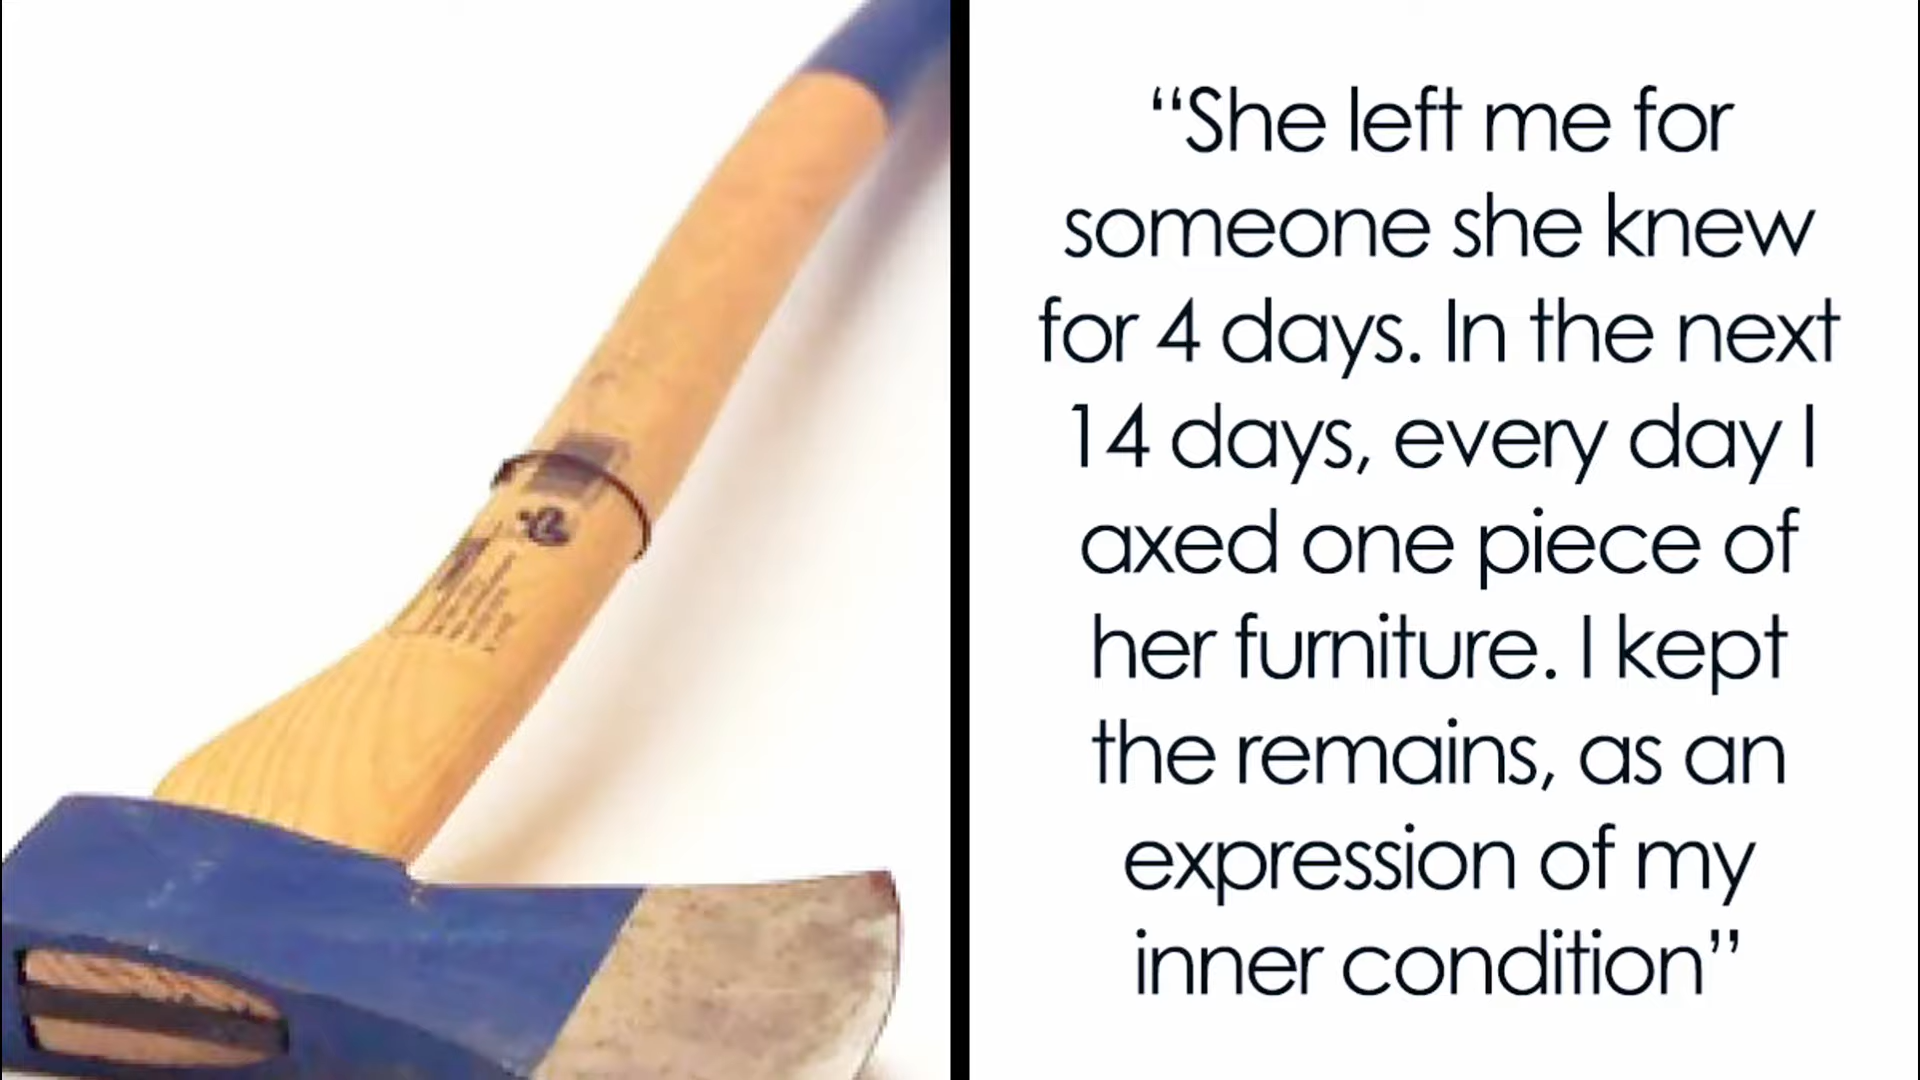 “She left me for
someone she knew
for 4 days. In the next
14 days, every day I
axed one piece of
her furniture. I kept
the remains, as an
expression of my
inner condition”